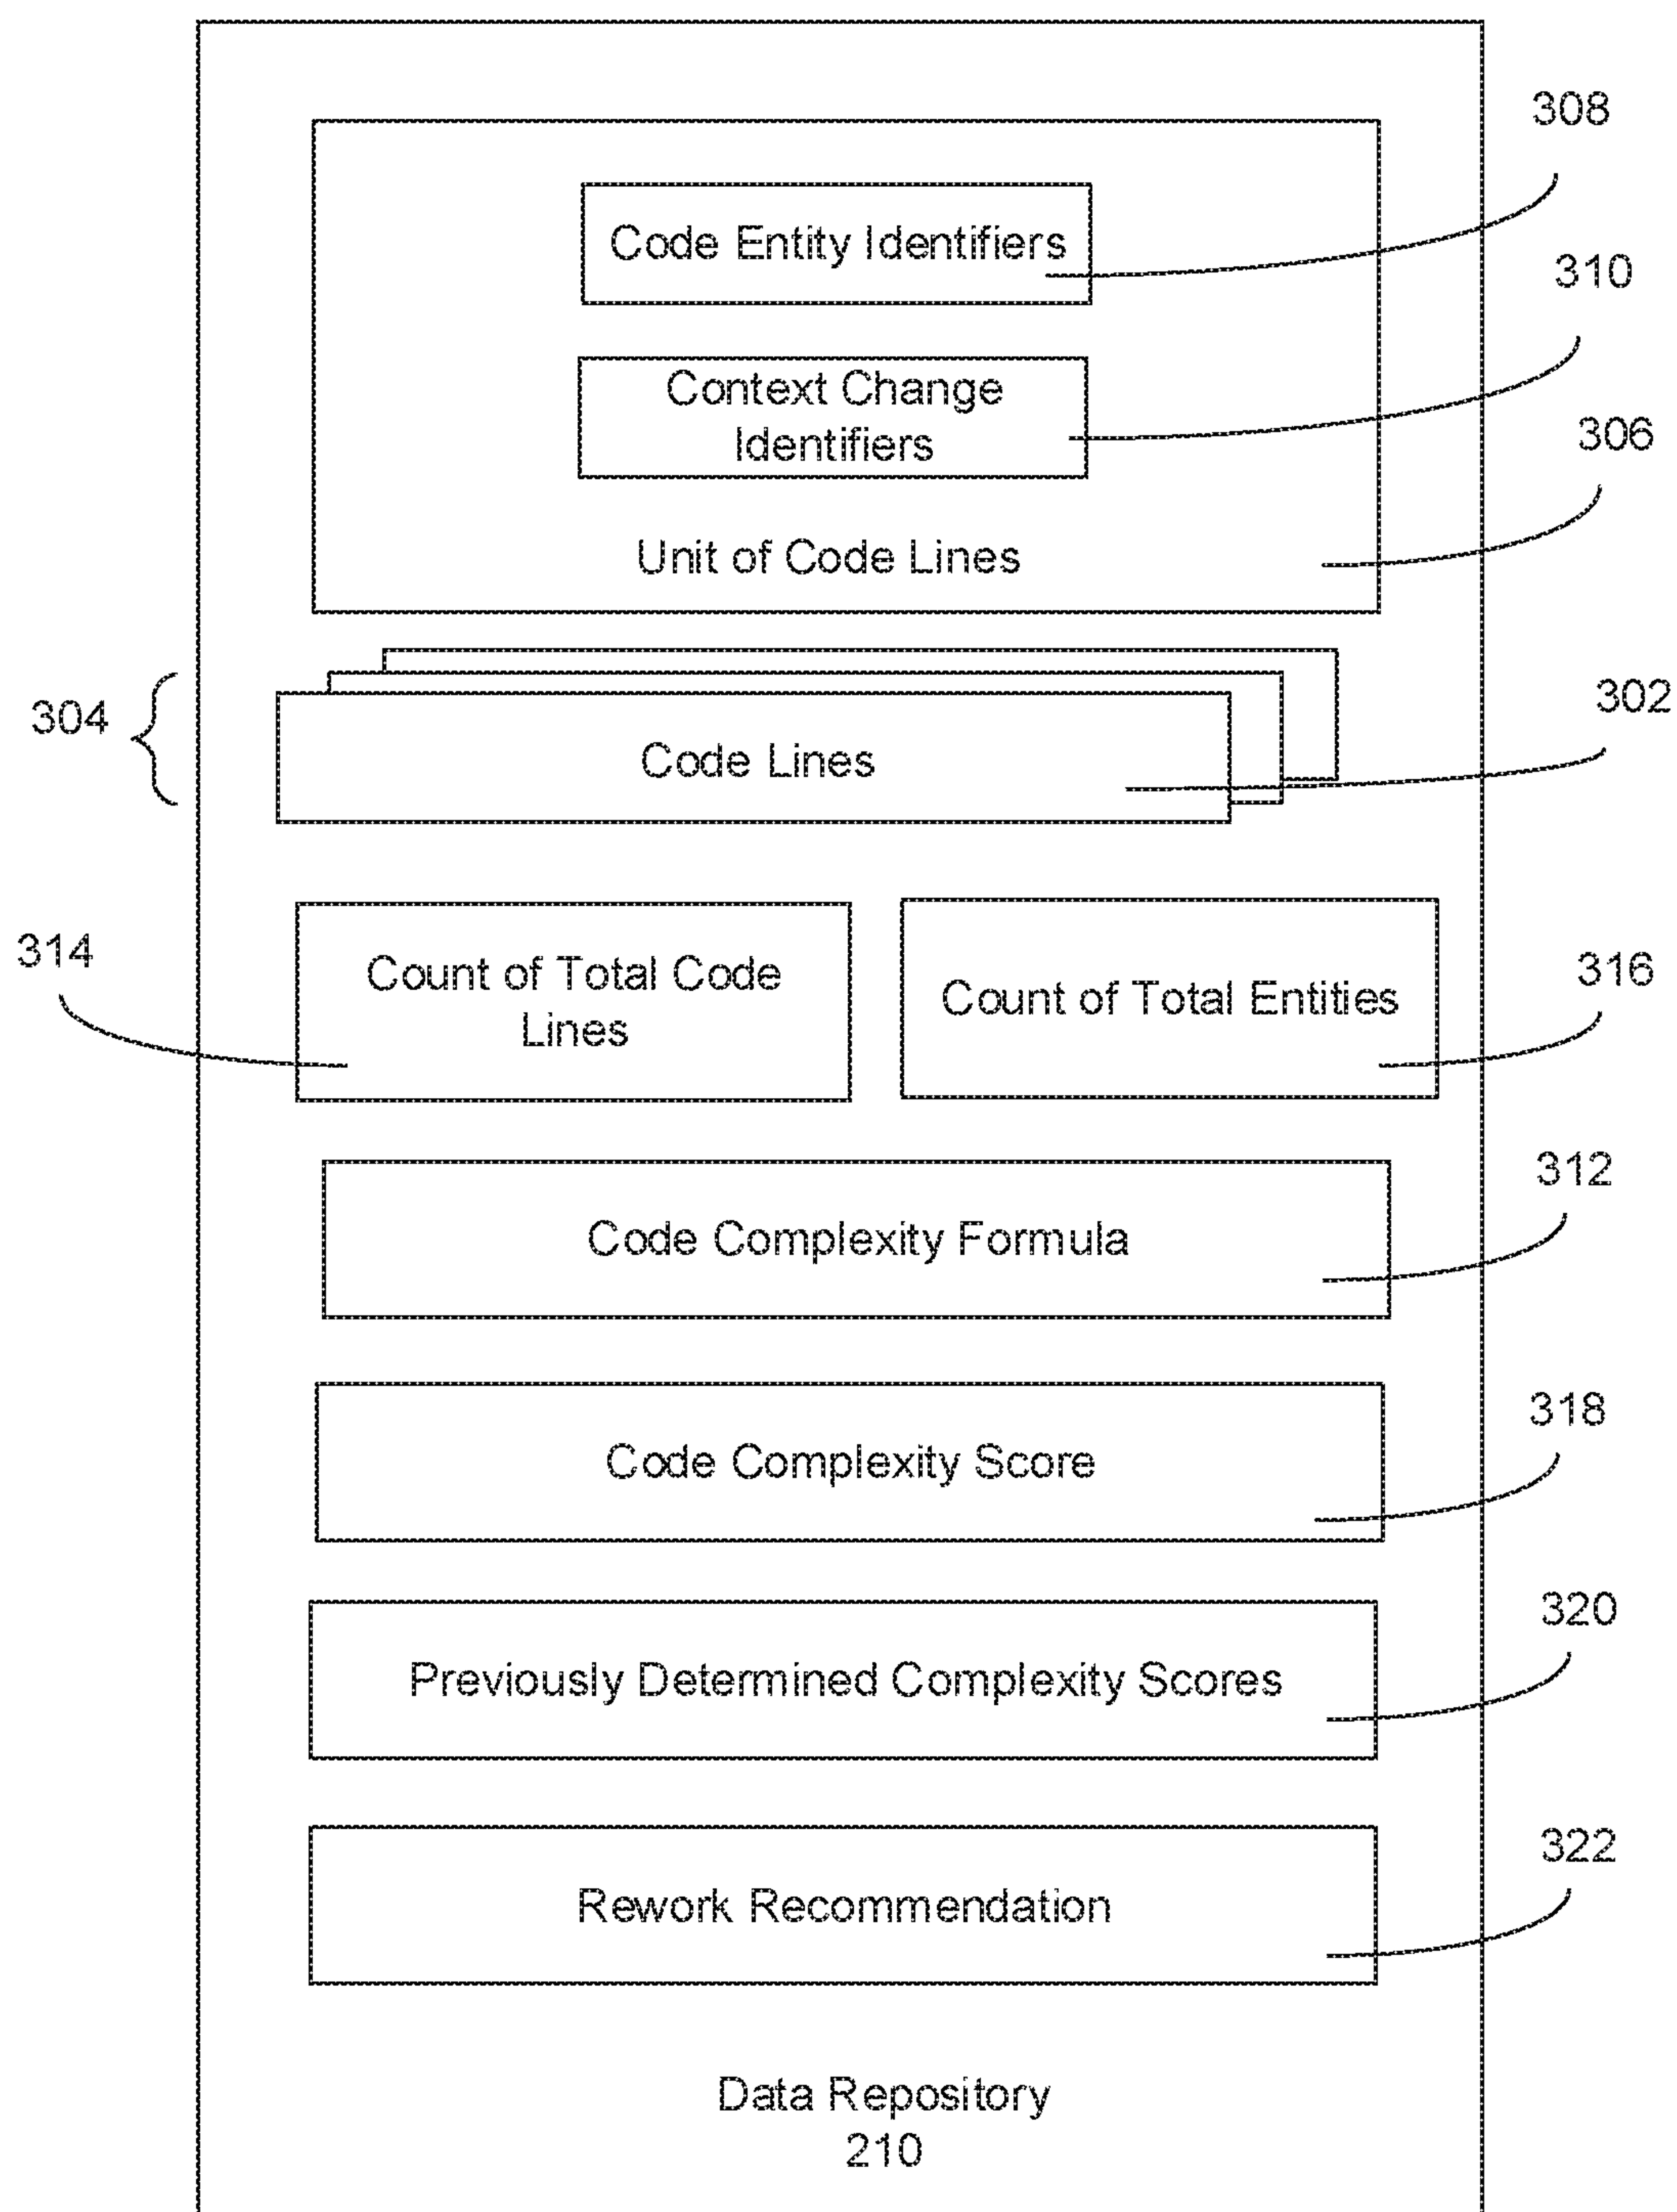 308
Code Entity Identifiers
310
Context Change
Identifiers
306
Unit of Code Lines
304
302
Code Lines
314
Count of Total Code
Lines
316
Count of Total Entities
312
Code Complexity Formula
318
Code Complexity Score
320
Previously Determined Complexity Scores
322
Rework Recommendation
Data Repository
210